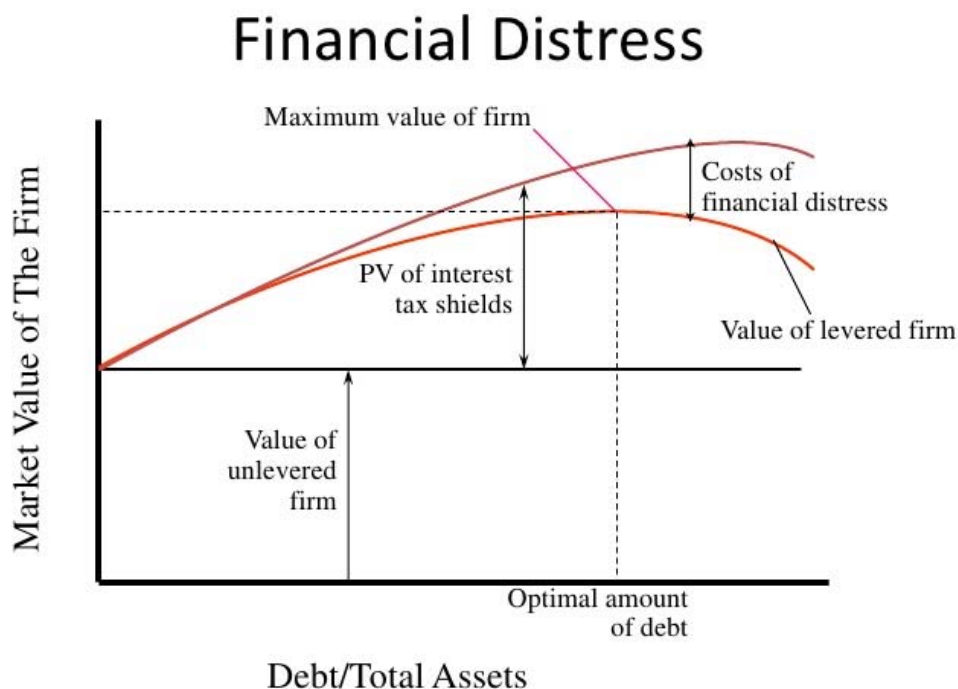 Financial Distress
Maximum value of firm
Costs of
financial distress
PV of interest
tax shields
Value of levered firm
Value of
unlevered
firm
Market Value of The Firm
Optimal amount
of debt
Debt/Total Assets